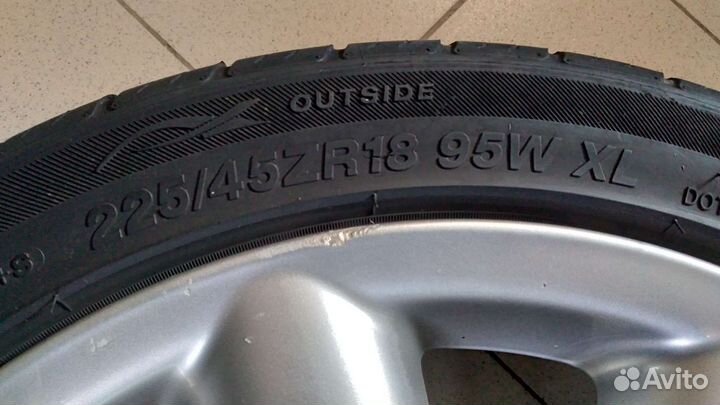 OUTSIDE
225/45ZR18 95W XL
DOT
+S
Avito